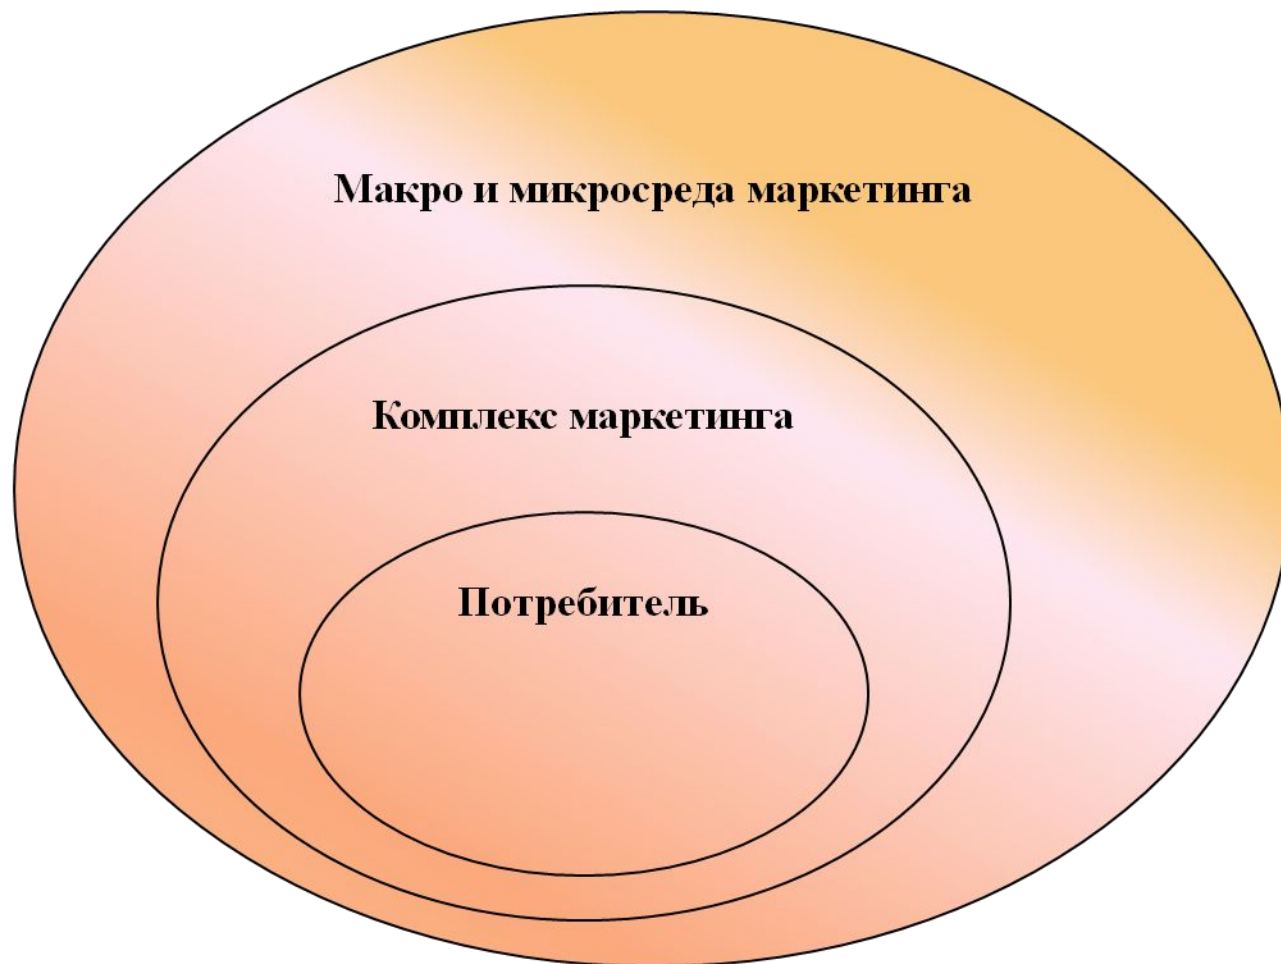 Макро и микросреда маркетинга
Комплекс маркетинга
Потребитель